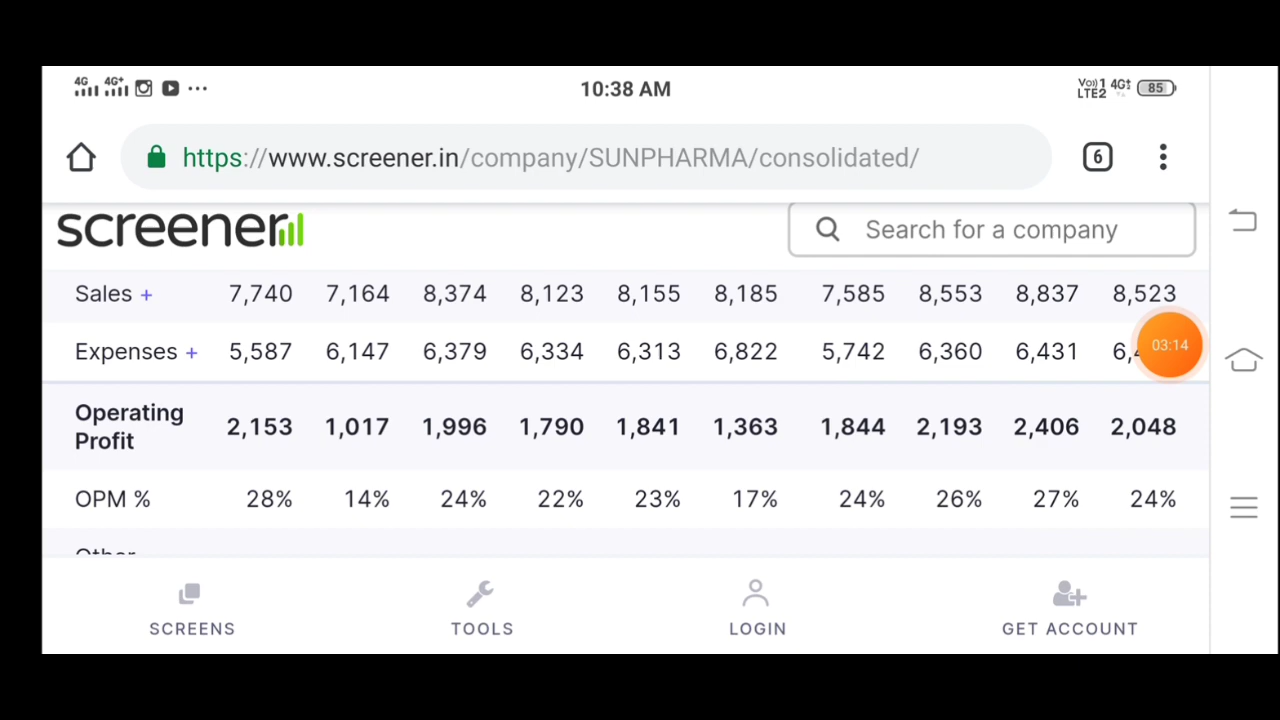 4G 4G+ ... 10:38 AM Vo)) 1 LTE2 4G 85
https://www.screener.in/company/SUNPHARMA/consolidated/ 6
screener Search for a company
Sales + 7,740 7,164 8,374 8,123 8,155 8,185 7,585 8,553 8,837 8,523
Expenses + 5,587 6,147 6,379 6,334 6,313 6,822 5,742 6,360 6,431
03:14
Operating
Profit 2,153 1,017 1,996 1,790 1,841 1,363 1,844 2,193 2,406 2,048
OPM % 28% 14% 24% 22% 23% 17% 24% 26% 27% 24%
Other
SCREENS TOOLS LOGIN GET ACCOUNT